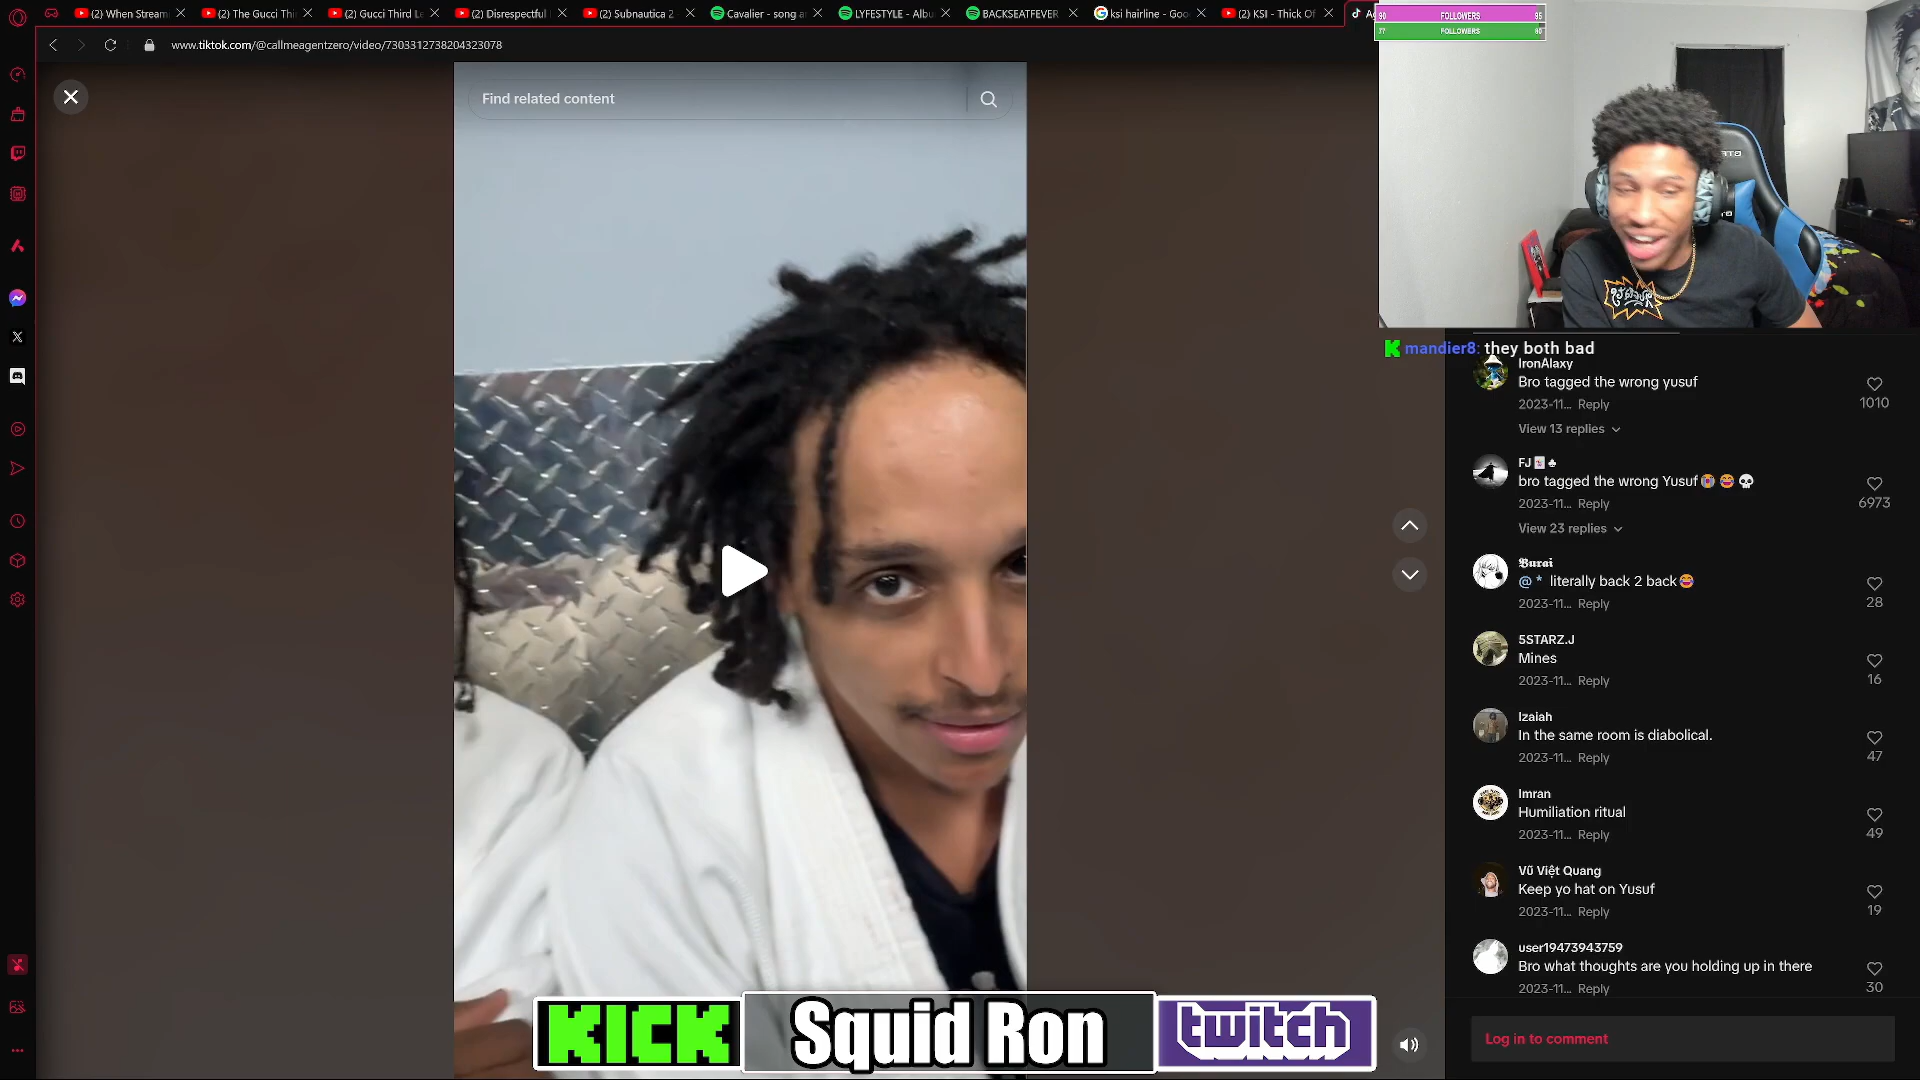 (2) When Stream
(2) The Gucci Thi
(2) Gucci Third Le
(2) Disrespectful
(2) Subnautica 2
Cavalier - song a
LYFESTYLE - Albu
BACKSEATFEVER
ksi hairline - Goo
(2) KSI - Thick Of
90 FOLLOWERS 95
77 FOLLOWERS 80
www.tiktok.com/@callmeagentzero/video/7303312738204323078
Find related content
mandier8: they both bad
IronAlaxy
Bro tagged the wrong yusuf
2023-11... Reply
1010
View 13 replies
FJ🃏♣
bro tagged the wrong Yusuf😭😂💀
2023-11... Reply
6973
View 23 replies
𝕭𝖚𝖗𝖆𝖎
@ * literally back 2 back😂
2023-11... Reply
28
5STARZ.J
Mines
2023-11... Reply
16
Izaiah
In the same room is diabolical.
2023-11... Reply
47
Imran
Humiliation ritual
2023-11... Reply
49
Vũ Việt Quang
Keep yo hat on Yusuf
2023-11... Reply
19
user19473943759
Bro what thoughts are you holding up in there
2023-11... Reply
30
Log in to comment
KICK Squid Ron twitch